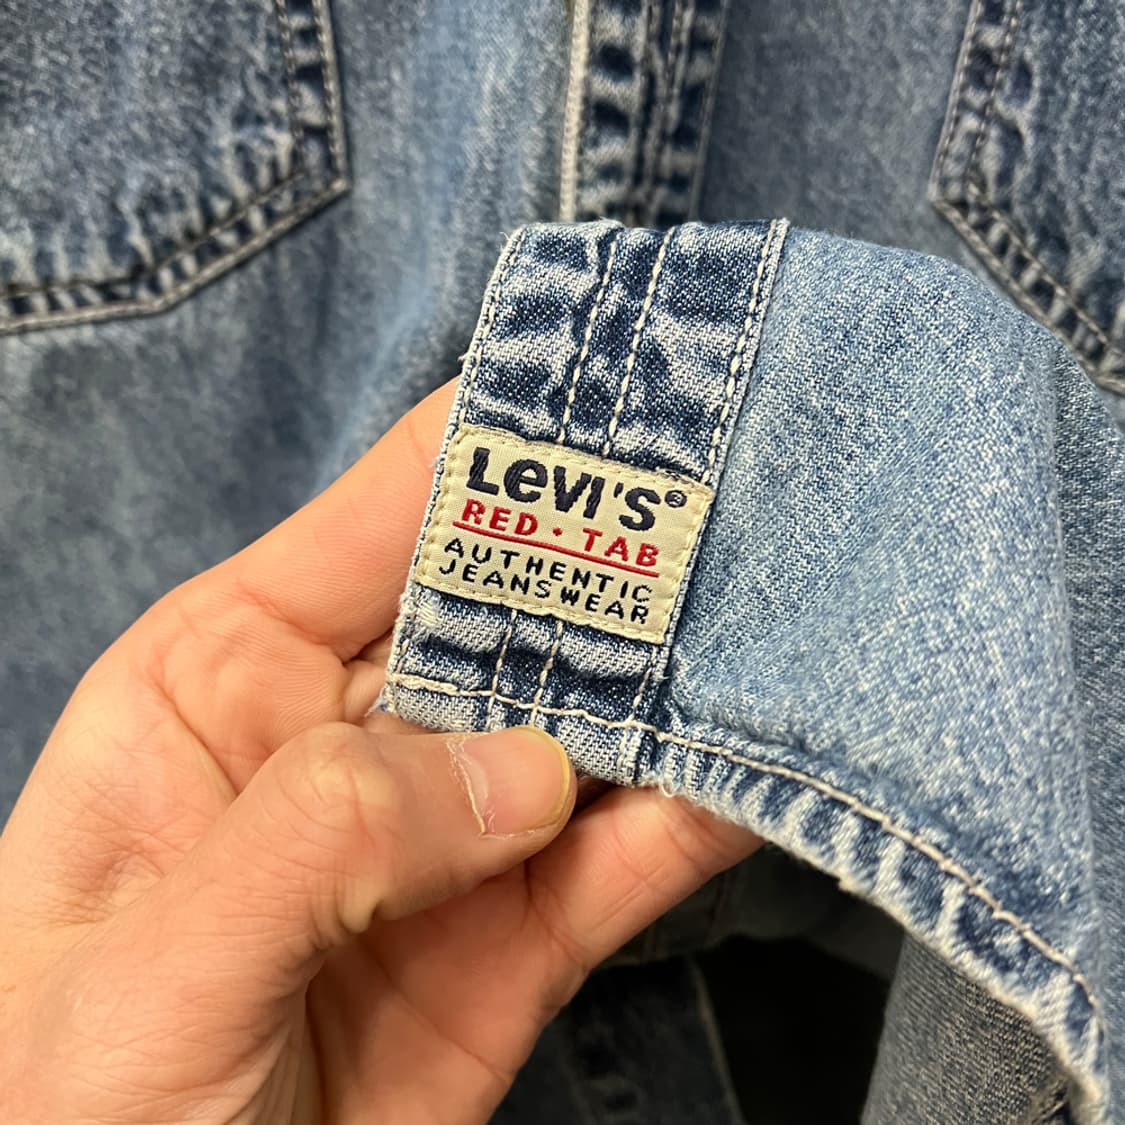 LeVI'S®
RED • TAB
AUTHENTIC
JEANSWEAR